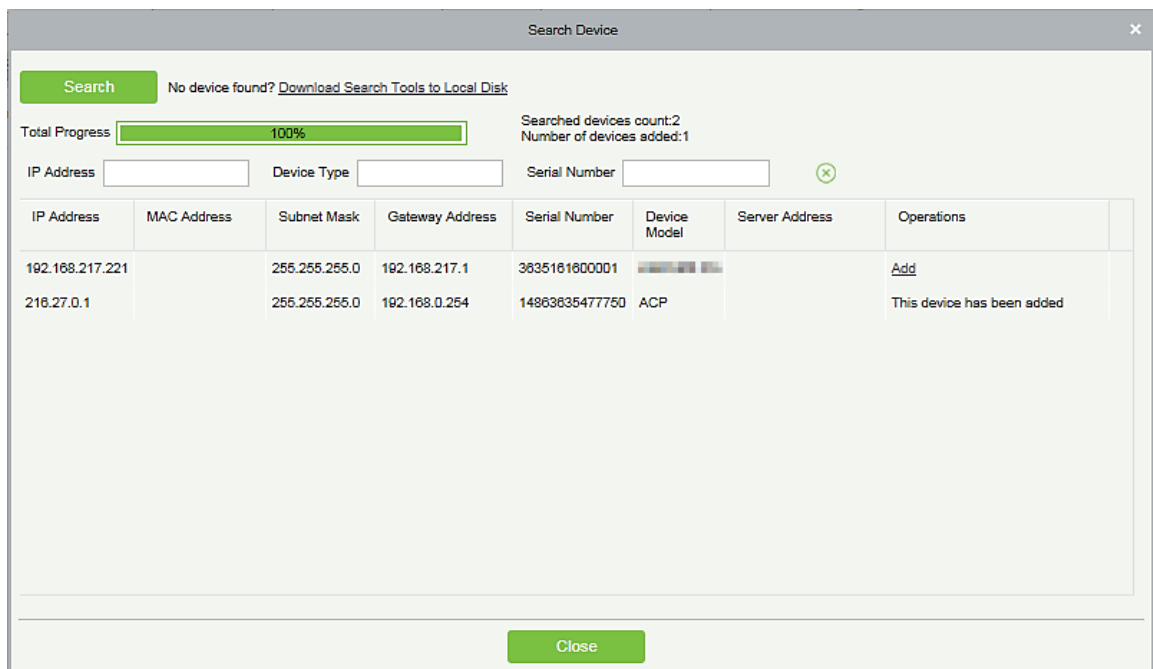 Search Device
Search No device found? Download Search Tools to Local Disk
Total Progress 100% Searched devices count:2
Number of devices added:1
IP Address Device Type Serial Number
IP Address MAC Address Subnet Mask Gateway Address Serial Number Device Model Server Address Operations
192.168.217.221 255.255.255.0 192.168.217.1 3635161600001 Add
216.27.0.1 255.255.255.0 192.168.0.254 14863635477750 ACP This device has been added
Close